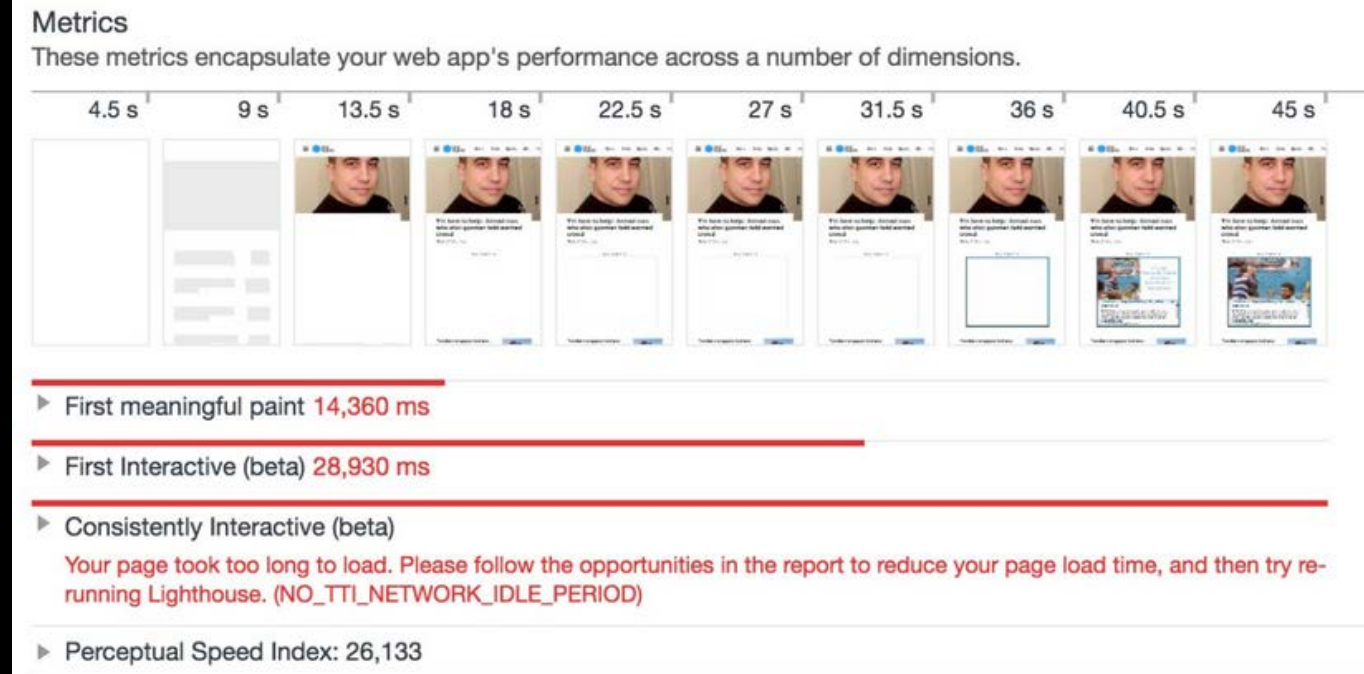 Metrics
These metrics encapsulate your web app's performance across a number of dimensions.
4.5 s 9 s 13.5 s 18 s 22.5 s 27 s 31.5 s 36 s 40.5 s 45 s
First meaningful paint 14,360 ms
First Interactive (beta) 28,930 ms
Consistently Interactive (beta)
Your page took too long to load. Please follow the opportunities in the report to reduce your page load time, and then try re-
running Lighthouse. (NO_TTI_NETWORK_IDLE_PERIOD)
Perceptual Speed Index: 26,133